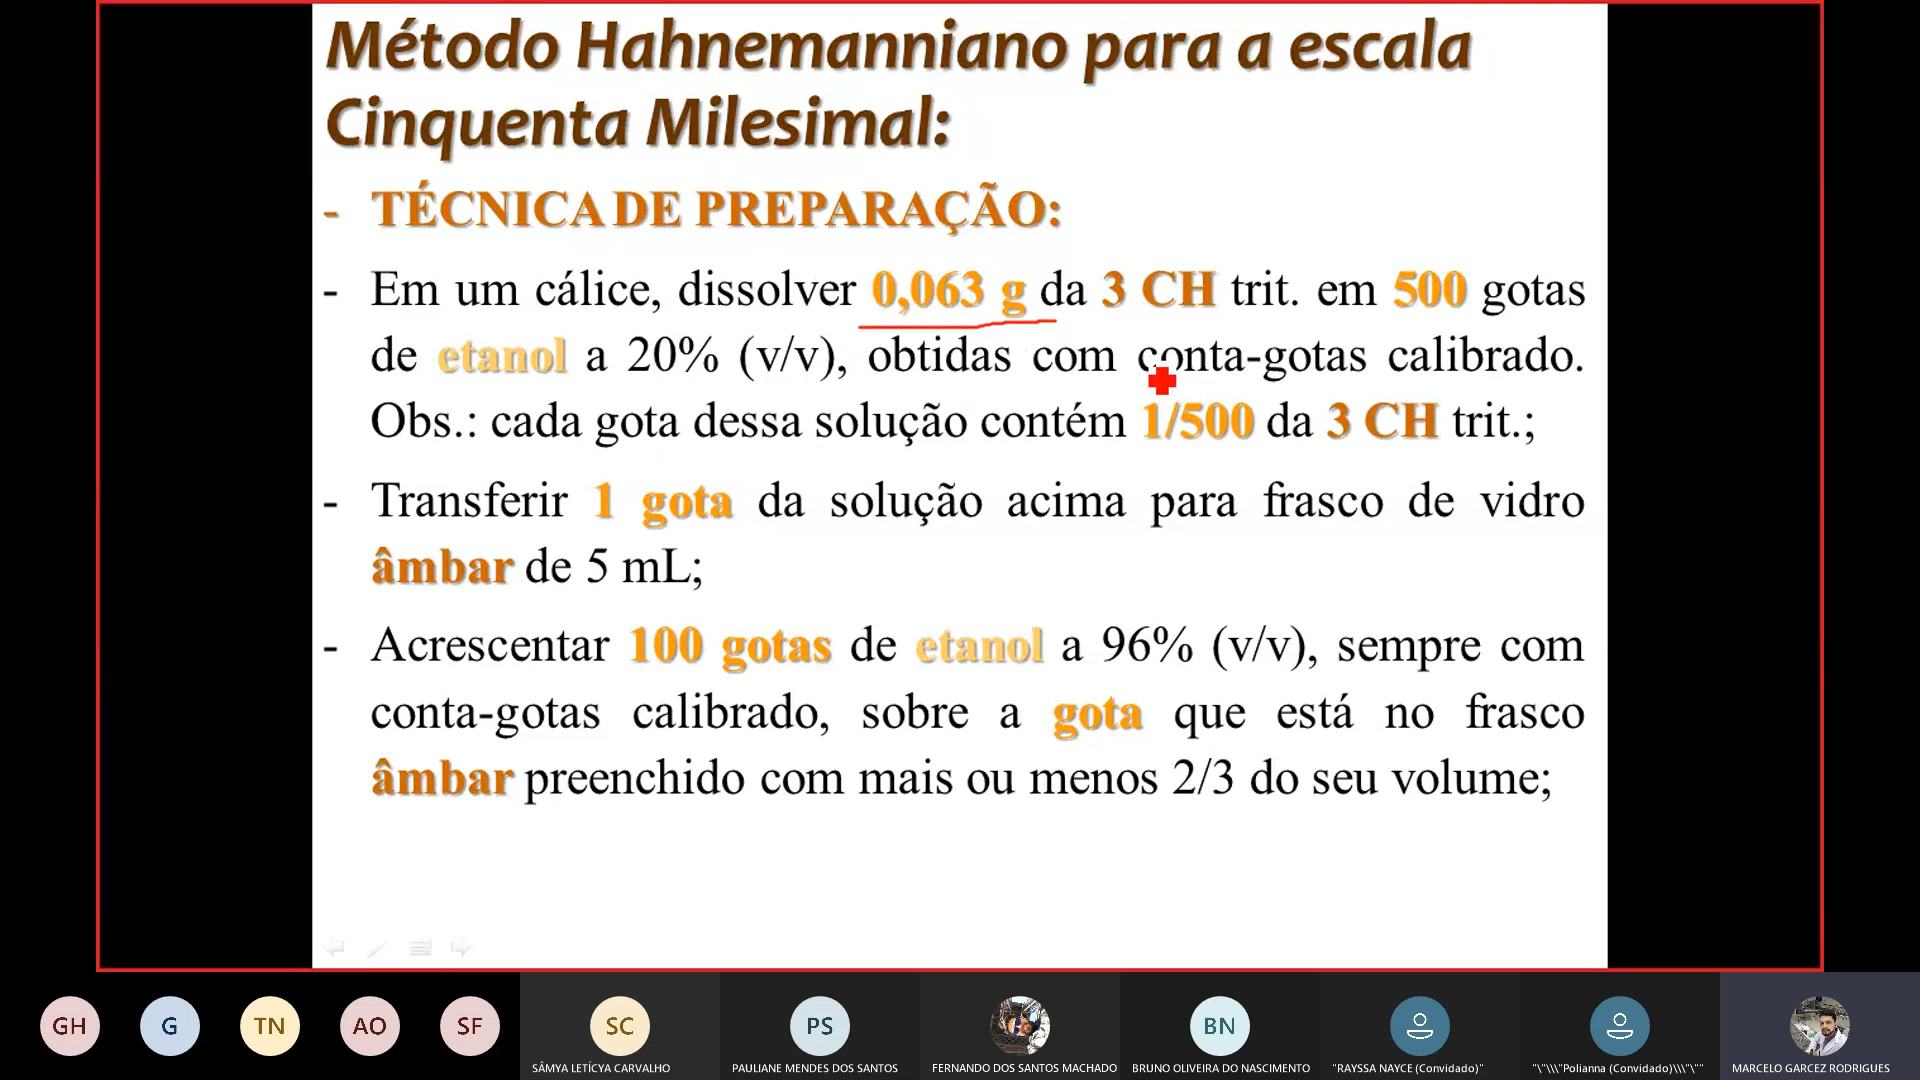 Método Hahnemanniano para a escala
Cinquenta Milesimal:
- TÉCNICA DE PREPARAÇÃO:
- Em um cálice, dissolver 0,063 g da 3 CH trit. em 500 gotas
de etanol a 20% (v/v), obtidas com conta-gotas calibrado.
Obs.: cada gota dessa solução contém 1/500 da 3 CH trit.;
- Transferir 1 gota da solução acima para frasco de vidro
âmbar de 5 mL;
- Acrescentar 100 gotas de etanol a 96% (v/v), sempre com
conta-gotas calibrado, sobre a gota que está no frasco
âmbar preenchido com mais ou menos 2/3 do seu volume;
GH G TN AO SF SC PS BN
SÂMYA LETÍCYA CARVALHO PAULIANE MENDES DOS SANTOS FERNANDO DOS SANTOS MACHADO BRUNO OLIVEIRA DO NASCIMENTO "RAYSSA NAYCE (Convidado)" "\"\\\"Polianna (Convidado)\\\"\"" MARCELO GARCEZ RODRIGUES